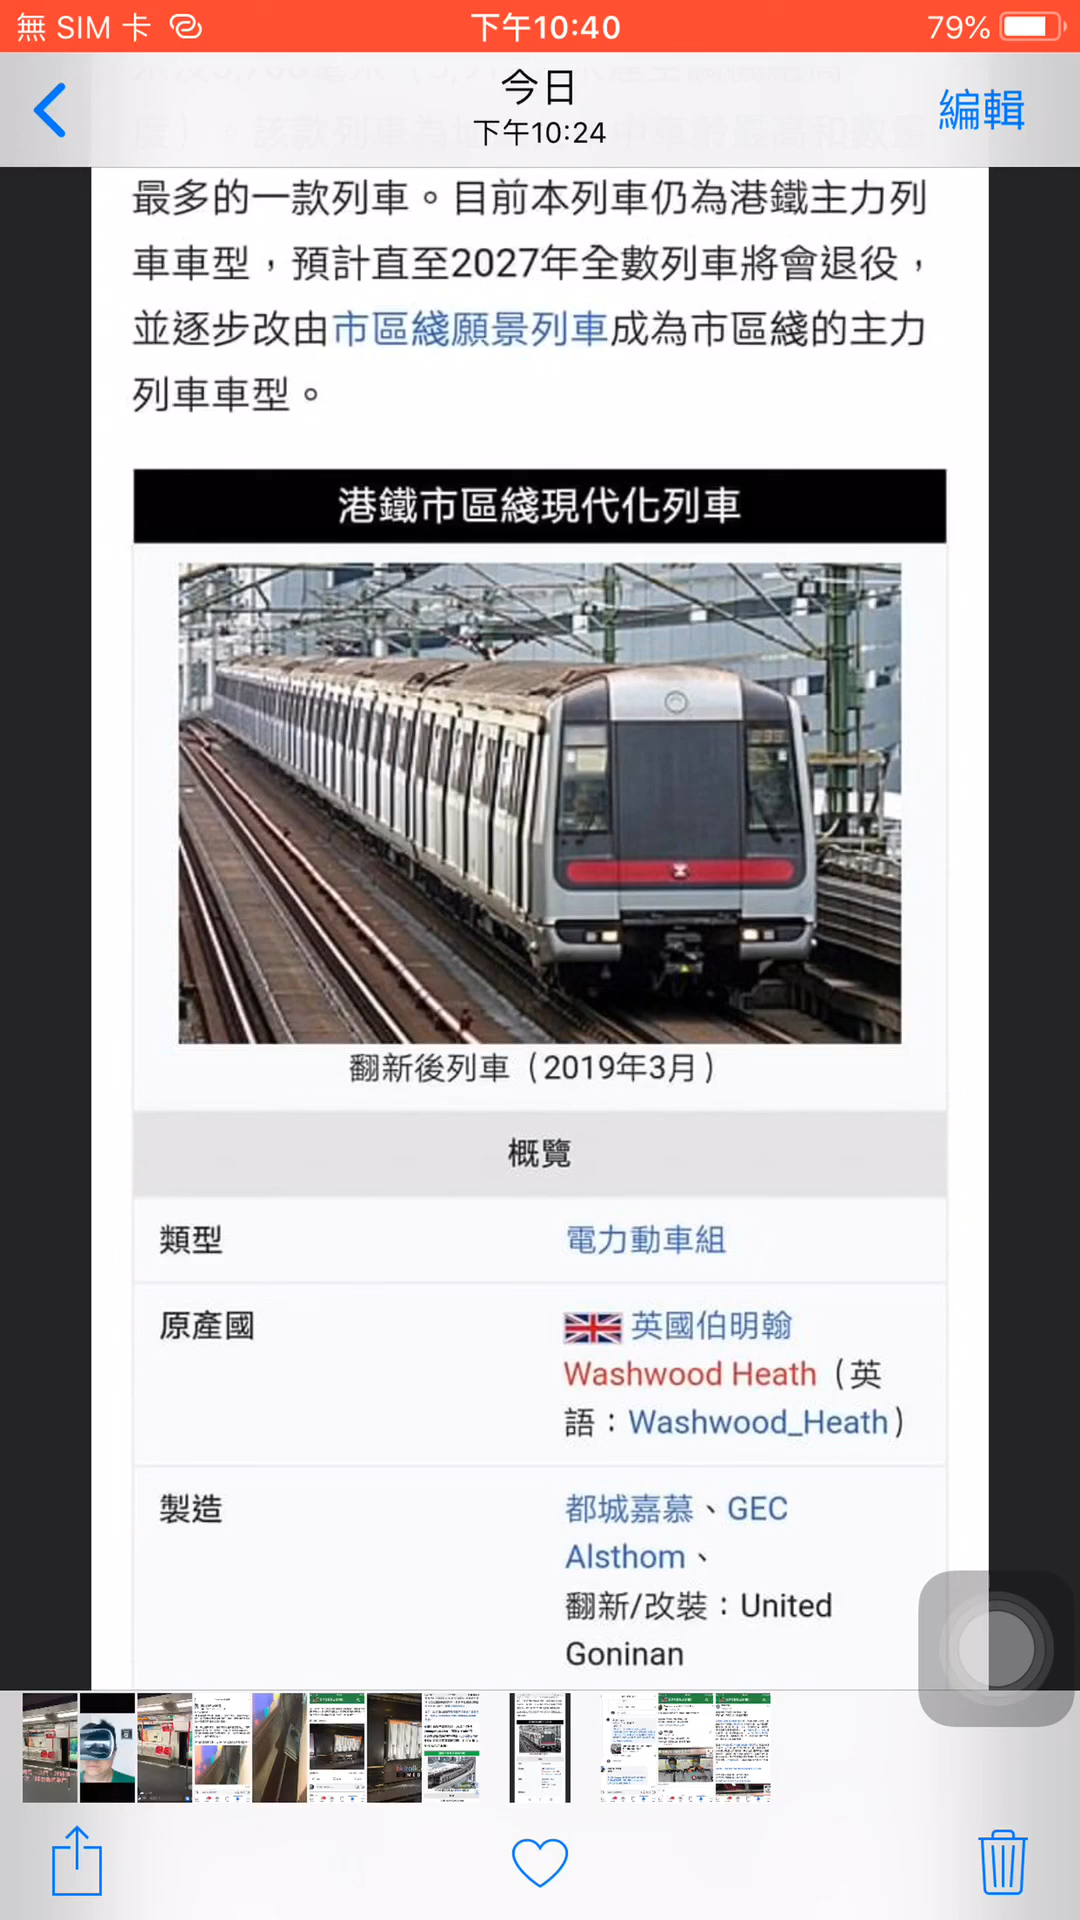 無 SIM 卡
下午10:40
79%
今日
下午10:24
編輯
最多的一款列車。目前本列車仍為港鐵主力列
車車型，預計直至2027年全數列車將會退役，
並逐步改由市區綫願景列車成為市區綫的主力
列車車型。
港鐵市區綫現代化列車
翻新後列車（2019年3月）
概覽
類型
電力動車組
原產國
英國伯明翰
Washwood Heath（英
語：Washwood_Heath）
製造
都城嘉慕、GEC
Alsthom、
翻新/改裝：United
Goninan